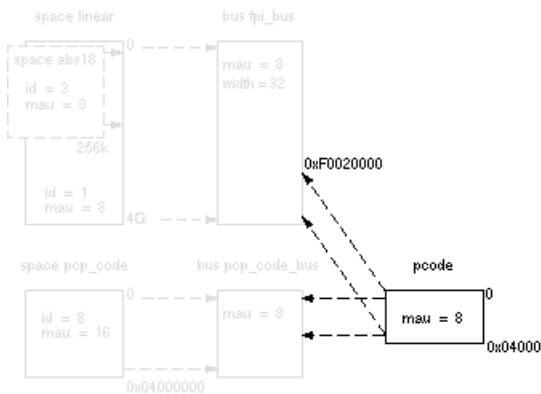 space linear
bus fpi_bus
0
space abs18
id = 3
mau = 8
mau = 8
width = 32
256k
id = 1
mau = 8
4G
0xF0020000
space pcp_code
bus pcp_code_bus
pcode
0
0
id = 8
mau = 16
mau = 8
mau = 8
0x04000
0x04000000